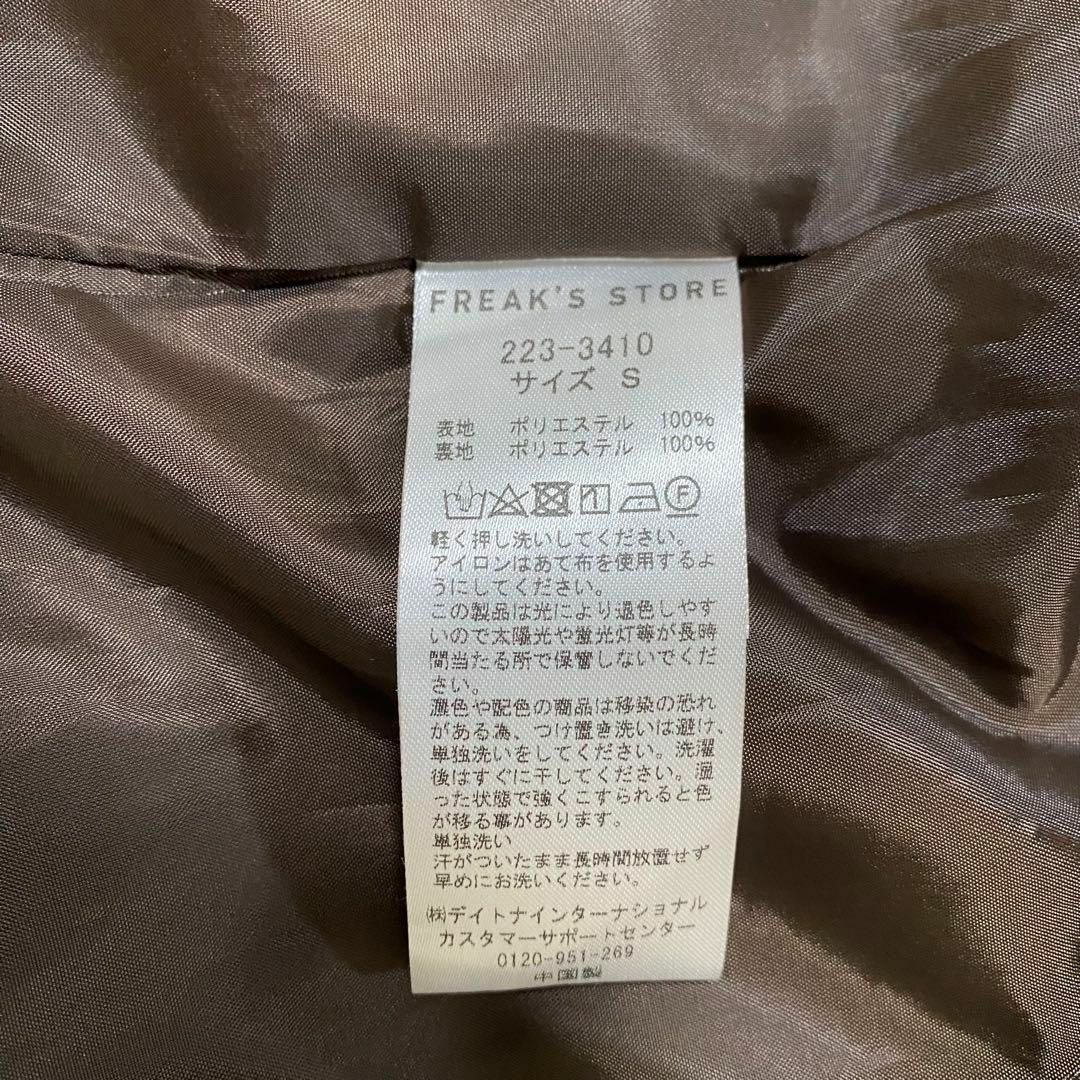 FREAK'S STORE
223-3410
サイズ S
表地 ポリエステル 100%
裏地 ポリエステル 100%
F
軽く押し洗いしてください。
アイロンはあて布を使用するよ
うにしてください。
この製品は光により退色しやす
いので太陽光や蛍光灯等が長時
間当たる所で保管しないでくだ
さい。
濃色や配色の商品は移染の恐れ
がある為、つけ置き洗いは避け、
単独洗いをしてください。洗濯
後はすぐに干してください。湿
った状態で強くこすられると色
が移る事があります。
単独洗い
汗がついたまま長時間放置せず
早めにお洗いください。
㈱デイトナインターナショナル
カスタマーサポートセンター
0120-951-269
中国製